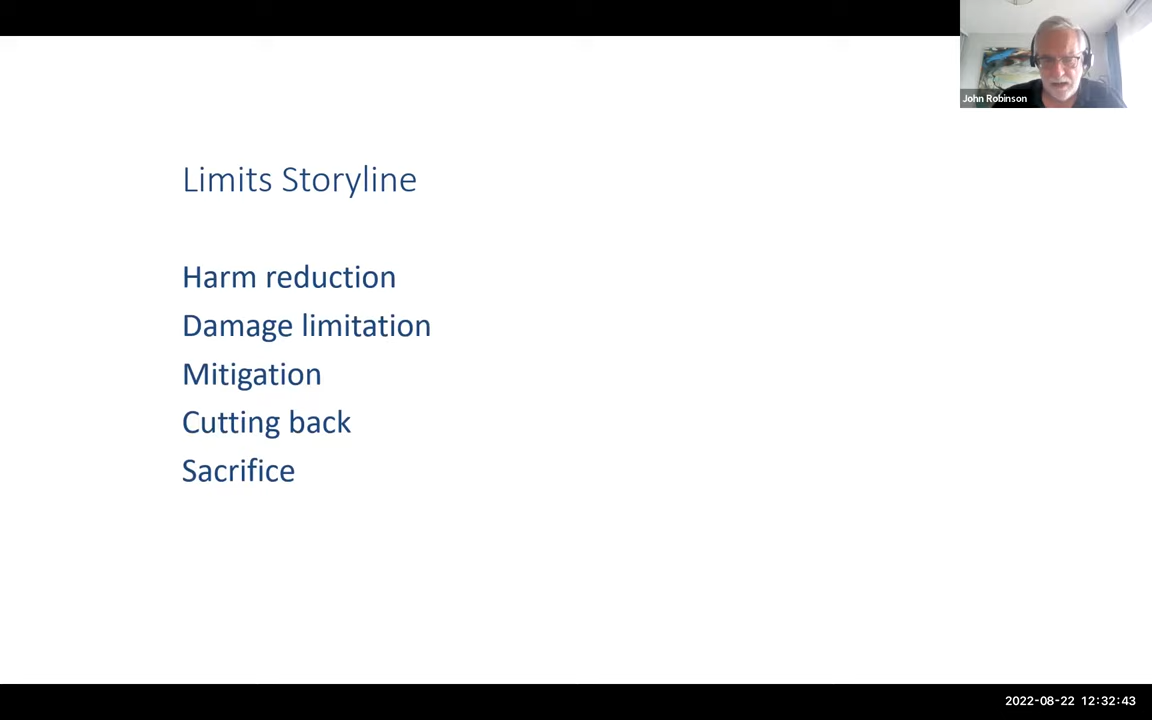 John Robinson
Limits Storyline
Harm reduction
Damage limitation
Mitigation
Cutting back
Sacrifice
2022-08-22 12:32:43